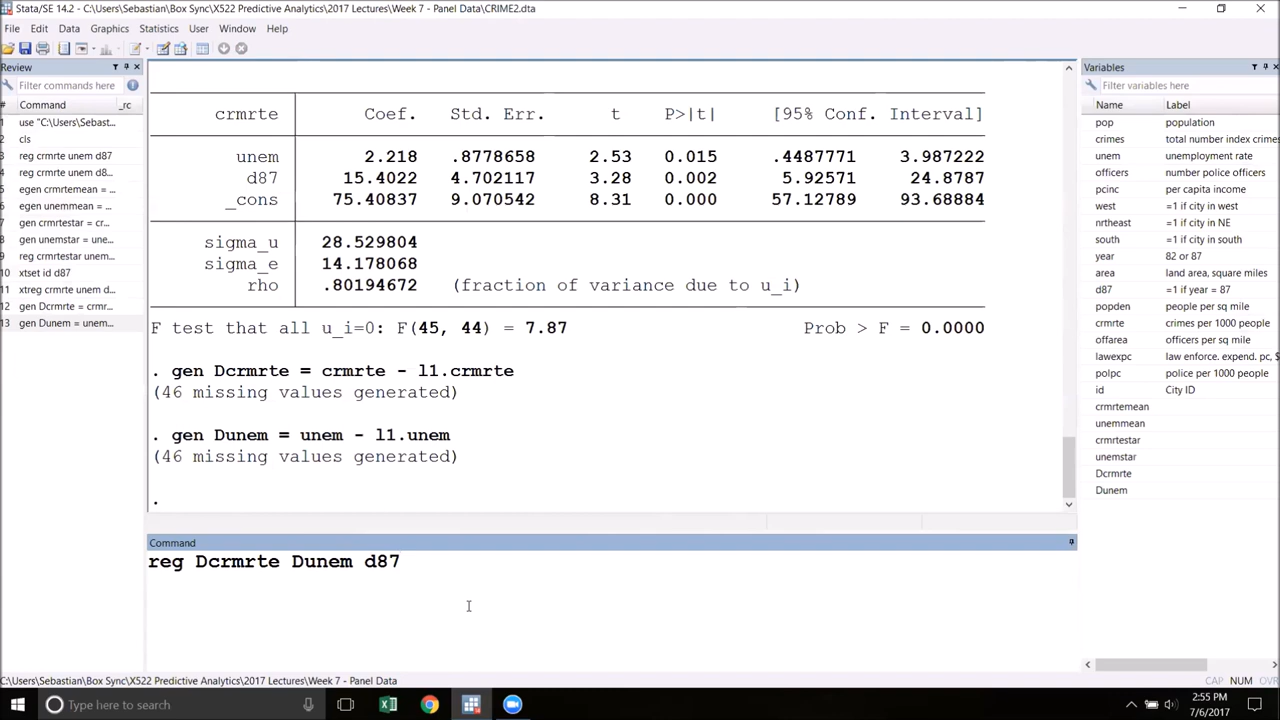 Stata/SE 14.2 - C:\Users\Sebastian\Box Sync\X522 Predictive Analytics\2017 Lectures\Week 7 - Panel Data\CRIME2.dta
File Edit Data Graphics Statistics User Window Help
Review
Filter commands here
# Command _rc
1 use "C:\Users\Sebast...
2 cls
3 reg crmrte unem d87
4 reg crmrte unem d8...
5 egen crmrtemean = ...
6 egen unemmean = ...
7 gen crmrtestar = cr...
8 gen unemstar = une...
9 reg crmrtestar unem...
10 xtset id d87
11 xtreg crmrte unem d...
12 gen Dcrmrte = crmr...
13 gen Dunem = unem...
crmrte Coef. Std. Err. t P>|t| [95% Conf. Interval]
unem 2.218 .8778658 2.53 0.015 .4487771 3.987222
d87 15.4022 4.702117 3.28 0.002 5.92571 24.8787
_cons 75.40837 9.070542 8.31 0.000 57.12789 93.68884
sigma_u 28.529804
sigma_e 14.178068
rho .80194672 (fraction of variance due to u_i)
F test that all u_i=0: F(45, 44) = 7.87 Prob > F = 0.0000
. gen Dcrmrte = crmrte - l1.crmrte
(46 missing values generated)
. gen Dunem = unem - l1.unem
(46 missing values generated)
.
Command
reg Dcrmrte Dunem d87
Variables
Filter variables here
Name Label
pop population
crimes total number index crimes
unem unemployment rate
officers number police officers
pcinc per capita income
west =1 if city in west
nrtheast =1 if city in NE
south =1 if city in south
year 82 or 87
area land area, square miles
d87 =1 if year = 87
popden people per sq mile
crmrte crimes per 1000 people
offarea officers per sq mile
lawexpc law enforce. expend. pc, $
polpc police per 1000 people
id City ID
crmrtemean
unemmean
crmrtestar
unemstar
Dcrmrte
Dunem
C:\Users\Sebastian\Box Sync\X522 Predictive Analytics\2017 Lectures\Week 7 - Panel Data
CAP NUM OVR
Type here to search
2:55 PM
7/6/2017